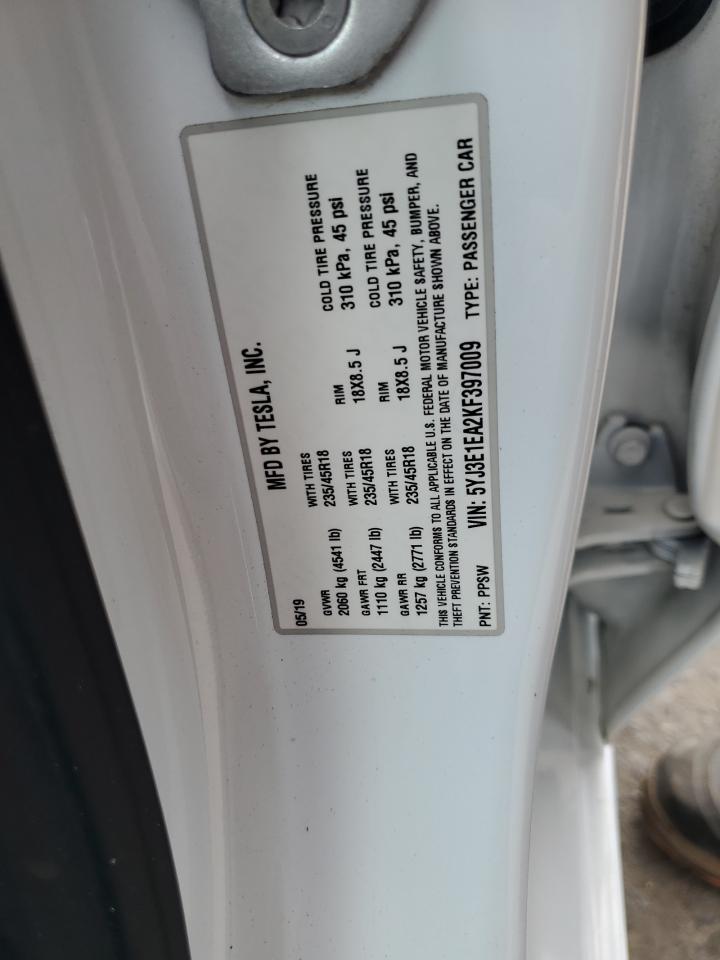 MFD BY TESLA, INC.
05/19
GVWR WITH TIRES RIM COLD TIRE PRESSURE
2060 kg (4541 lb) 235/45R18 18X8.5 J 310 kPa, 45 psi
GAWR FRT WITH TIRES RIM COLD TIRE PRESSURE
1110 kg (2447 lb) 235/45R18 18X8.5 J 310 kPa, 45 psi
GAWR RR WITH TIRES
1257 kg (2771 lb) 235/45R18
THIS VEHICLE CONFORMS TO ALL APPLICABLE U.S. FEDERAL MOTOR VEHICLE SAFETY, BUMPER, AND
THEFT PREVENTION STANDARDS IN EFFECT ON THE DATE OF MANUFACTURE SHOWN ABOVE.
PNT: PPSW VIN: 5YJ3E1EA2KF397009 TYPE: PASSENGER CAR